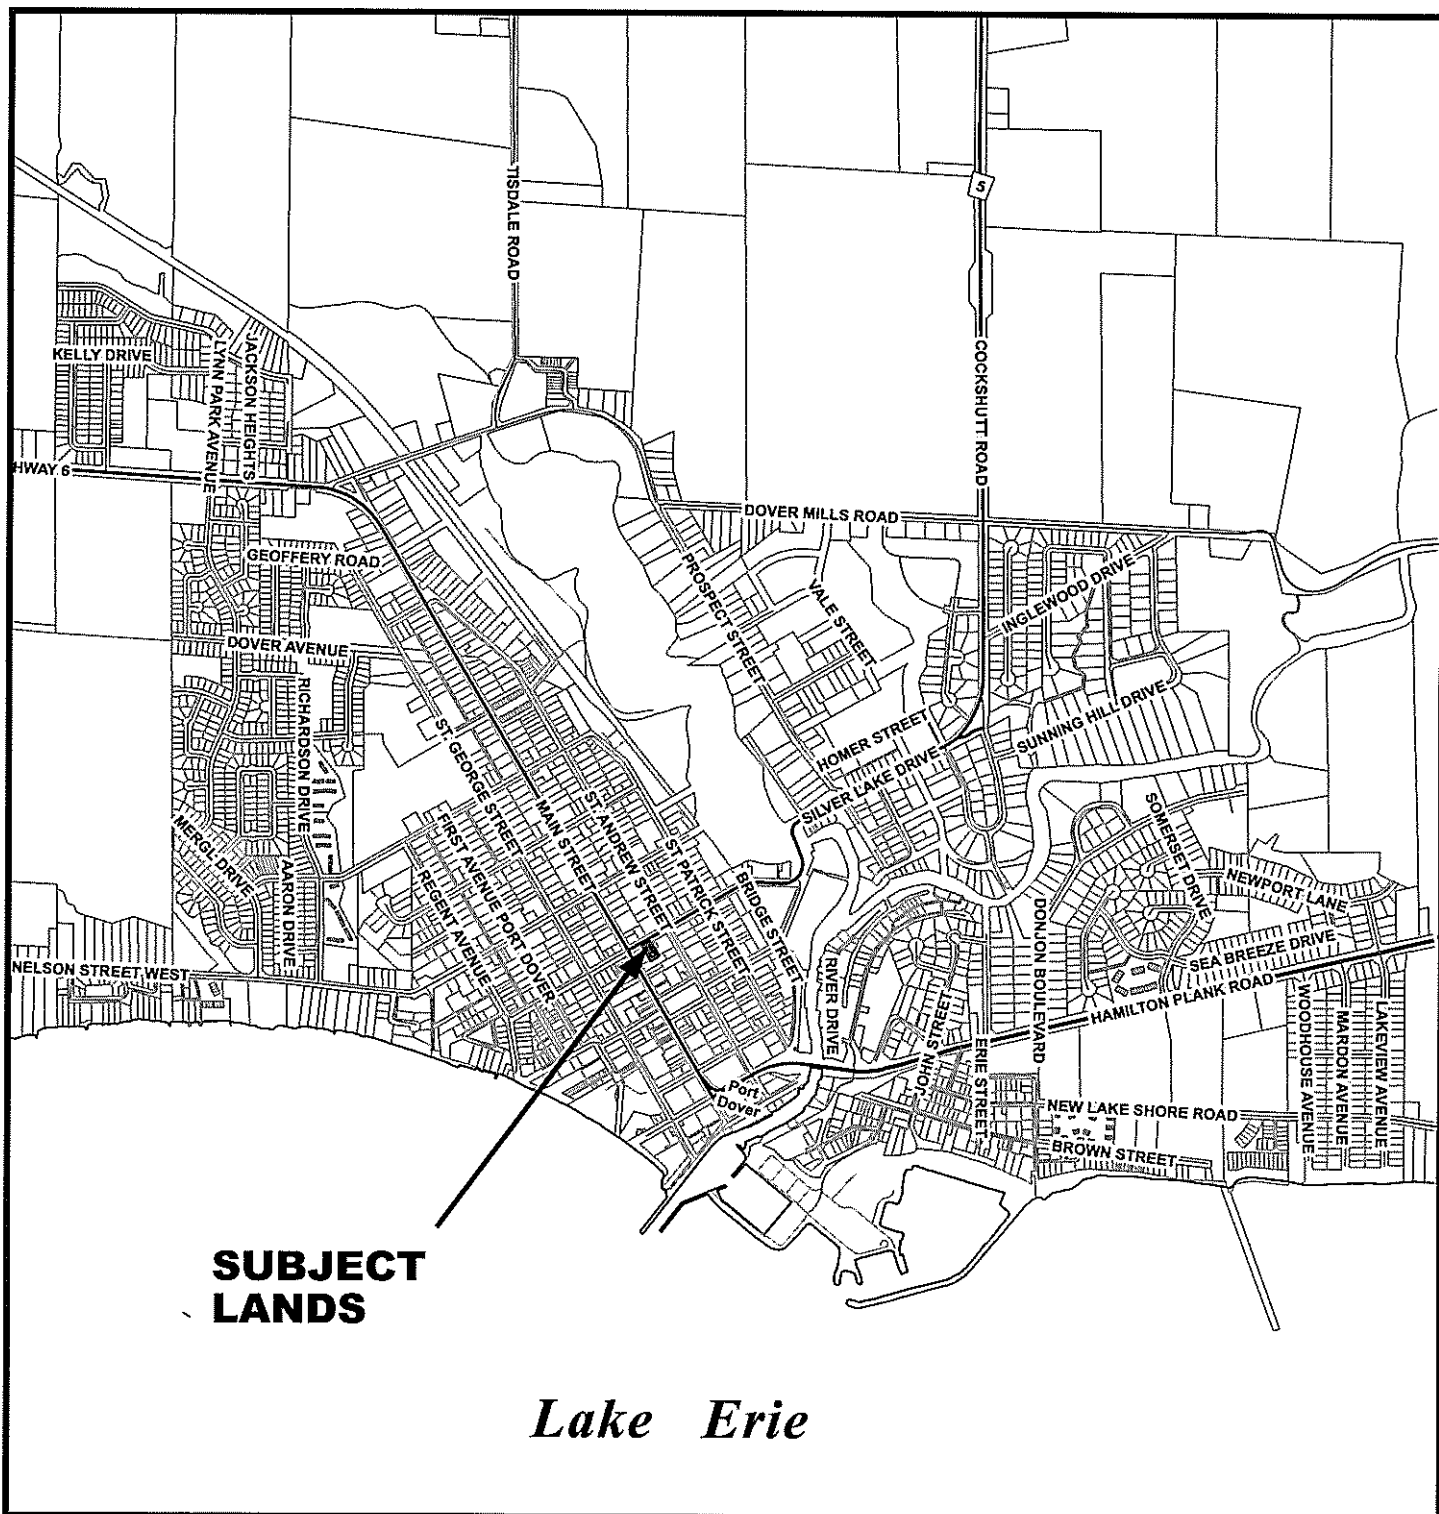 TISDALE ROAD
5
COCKSHUTT ROAD
KELLY DRIVE
LYNN PARK AVENUE
JACKSON HEIGHTS
HWAY 6
DOVER MILLS ROAD
GEOFFERY ROAD
PROSPECT STREET
VALE STREET
INGLEWOOD DRIVE
DOVER AVENUE
RICHARDSON DRIVE
SUNNING HILL DRIVE
HOMER STREET
SILVER LAKE DRIVE
ST. GEORGE STREET
MAIN STREET
ST. ANDREW STREET
ST PATRICK STREET
BRIDGE STREET
MERGL DRIVE
AARON DRIVE
FIRST AVENUE PORT DOVER
REGENT AVENUE
SOMERSET DRIVE
NEWPORT LANE
DONJON BOULEVARD
SEA BREEZE DRIVE
NELSON STREET WEST
RIVER DRIVE
HAMILTON PLANK ROAD
JOHN STREET
ERIE STREET
WOODHOUSE AVENUE
MARDON AVENUE
LAKEVIEW AVENUE
Port
Dover
NEW LAKE SHORE ROAD
BROWN STREET
SUBJECT
LANDS
Lake Erie